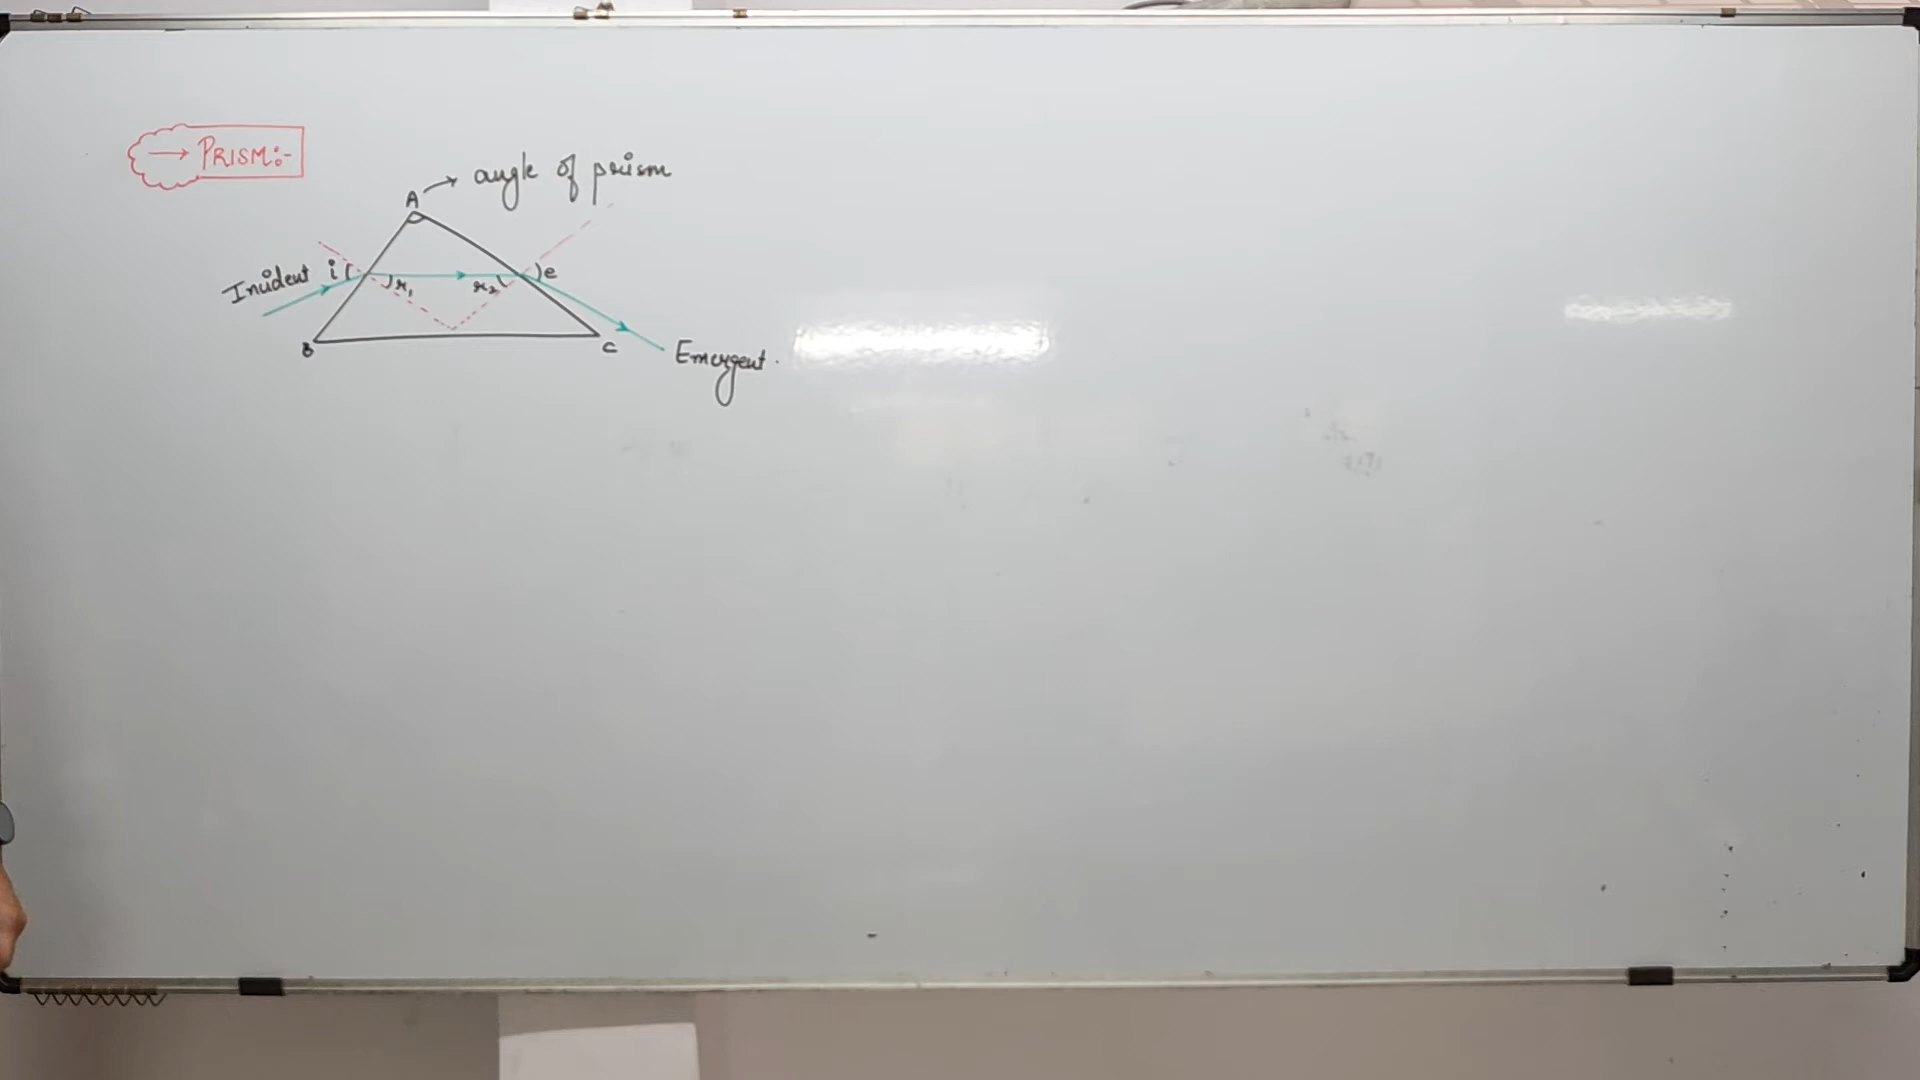 → PRISM:-
A → angle of prism
Incident i r₁ r₂ e
B C
Emergent.